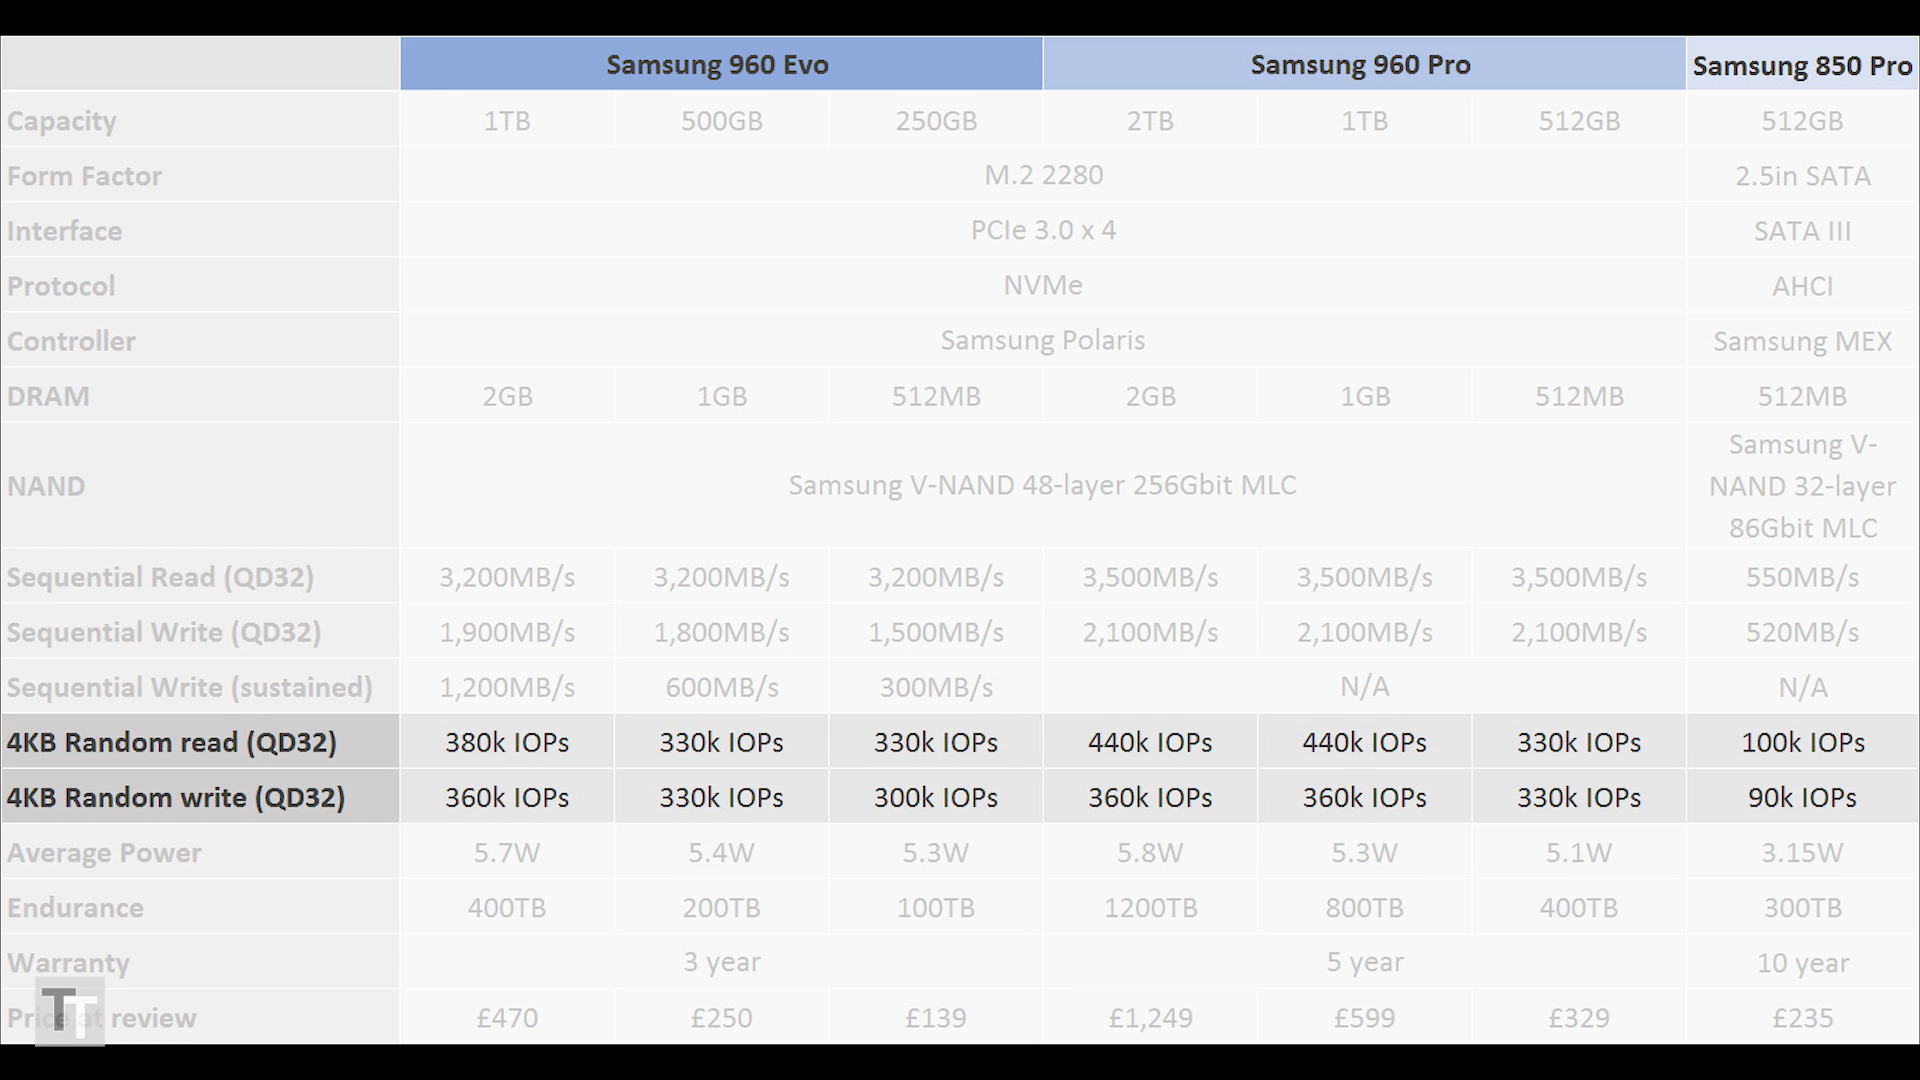 Samsung 960 Evo Samsung 960 Pro Samsung 850 Pro
Capacity 1TB 500GB 250GB 2TB 1TB 512GB 512GB
Form Factor M.2 2280 2.5in SATA
Interface PCIe 3.0 x 4 SATA III
Protocol NVMe AHCI
Controller Samsung Polaris Samsung MEX
DRAM 2GB 1GB 512MB 2GB 1GB 512MB 512MB
NAND Samsung V-NAND 48-layer 256Gbit MLC Samsung V-
NAND 32-layer
86Gbit MLC
Sequential Read (QD32) 3,200MB/s 3,200MB/s 3,200MB/s 3,500MB/s 3,500MB/s 3,500MB/s 550MB/s
Sequential Write (QD32) 1,900MB/s 1,800MB/s 1,500MB/s 2,100MB/s 2,100MB/s 2,100MB/s 520MB/s
Sequential Write (sustained) 1,200MB/s 600MB/s 300MB/s N/A N/A
4KB Random read (QD32) 380k IOPs 330k IOPs 330k IOPs 440k IOPs 440k IOPs 330k IOPs 100k IOPs
4KB Random write (QD32) 360k IOPs 330k IOPs 300k IOPs 360k IOPs 360k IOPs 330k IOPs 90k IOPs
Average Power 5.7W 5.4W 5.3W 5.8W 5.3W 5.1W 3.15W
Endurance 400TB 200TB 100TB 1200TB 800TB 400TB 300TB
Warranty 3 year 5 year 10 year
Price at review £470 £250 £139 £1,249 £599 £329 £235
TT